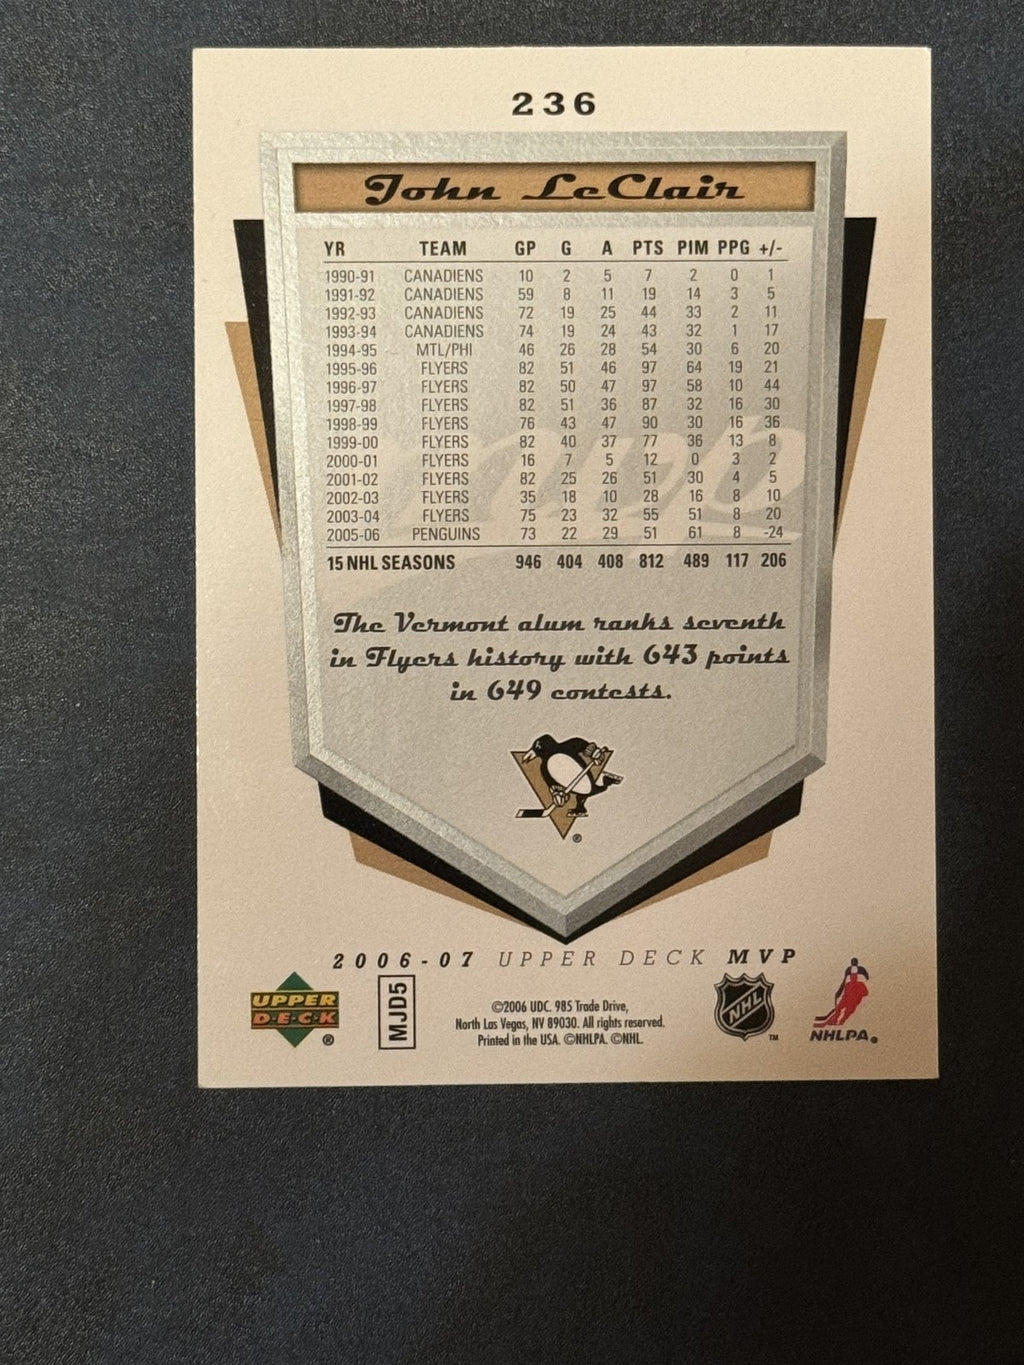 236
John LeClair
YR TEAM GP G A PTS PIM PPG +/-
1990-91 CANADIENS 10 2 5 7 2 0 1
1991-92 CANADIENS 59 8 11 19 14 3 5
1992-93 CANADIENS 72 19 25 44 33 2 11
1993-94 CANADIENS 74 19 24 43 32 1 17
1994-95 MTL/PHI 46 26 28 54 30 6 20
1995-96 FLYERS 82 51 46 97 64 19 21
1996-97 FLYERS 82 50 47 97 58 10 44
1997-98 FLYERS 82 51 36 87 32 16 30
1998-99 FLYERS 76 43 47 90 30 16 36
1999-00 FLYERS 82 40 37 77 36 13 8
2000-01 FLYERS 16 7 5 12 0 3 2
2001-02 FLYERS 82 25 26 51 30 4 5
2002-03 FLYERS 35 18 10 28 16 8 10
2003-04 FLYERS 75 23 32 55 51 8 20
2005-06 PENGUINS 73 22 29 51 61 8 -24
15 NHL SEASONS 946 404 408 812 489 117 206
The Vermont alum ranks seventh
in Flyers history with 643 points
in 649 contests.
®
2006-07 UPPER DECK MVP
UPPER
D·E·C·K
®
MJD5
©2006 UDC. 985 Trade Drive,
North Las Vegas, NV 89030. All rights reserved.
Printed in the USA. ©NHLPA. ©NHL.
NHL
TM
NHLPA®